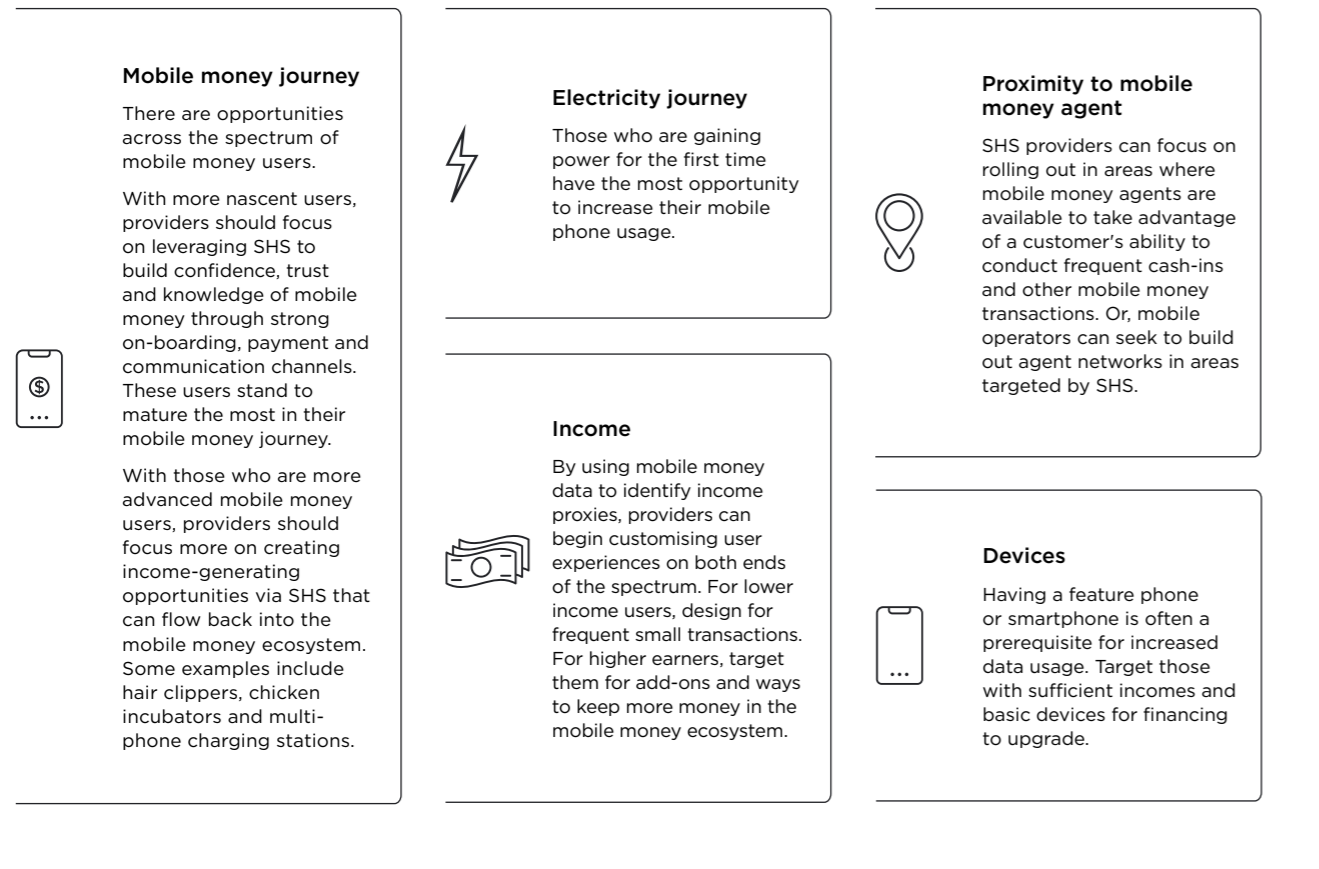 Mobile money journey
There are opportunities
across the spectrum of
mobile money users.
With more nascent users,
providers should focus
on leveraging SHS to
build confidence, trust
and knowledge of mobile
money through strong
on-boarding, payment and
communication channels.
These users stand to
mature the most in their
mobile money journey.
With those who are more
advanced mobile money
users, providers should
focus more on creating
income-generating
opportunities via SHS that
can flow back into the
mobile money ecosystem.
Some examples include
hair clippers, chicken
incubators and multi-
phone charging stations.
Electricity journey
Those who are gaining
power for the first time
have the most opportunity
to increase their mobile
phone usage.
Income
By using mobile money
data to identify income
proxies, providers can
begin customising user
experiences on both ends
of the spectrum. For lower
income users, design for
frequent small transactions.
For higher earners, target
them for add-ons and ways
to keep more money in the
mobile money ecosystem.
Proximity to mobile
money agent
SHS providers can focus on
rolling out in areas where
mobile money agents are
available to take advantage
of a customer's ability to
conduct frequent cash-ins
and other mobile money
transactions. Or, mobile
operators can seek to build
out agent networks in areas
targeted by SHS.
Devices
Having a feature phone
or smartphone is often a
prerequisite for increased
data usage. Target those
with sufficient incomes and
basic devices for financing
to upgrade.